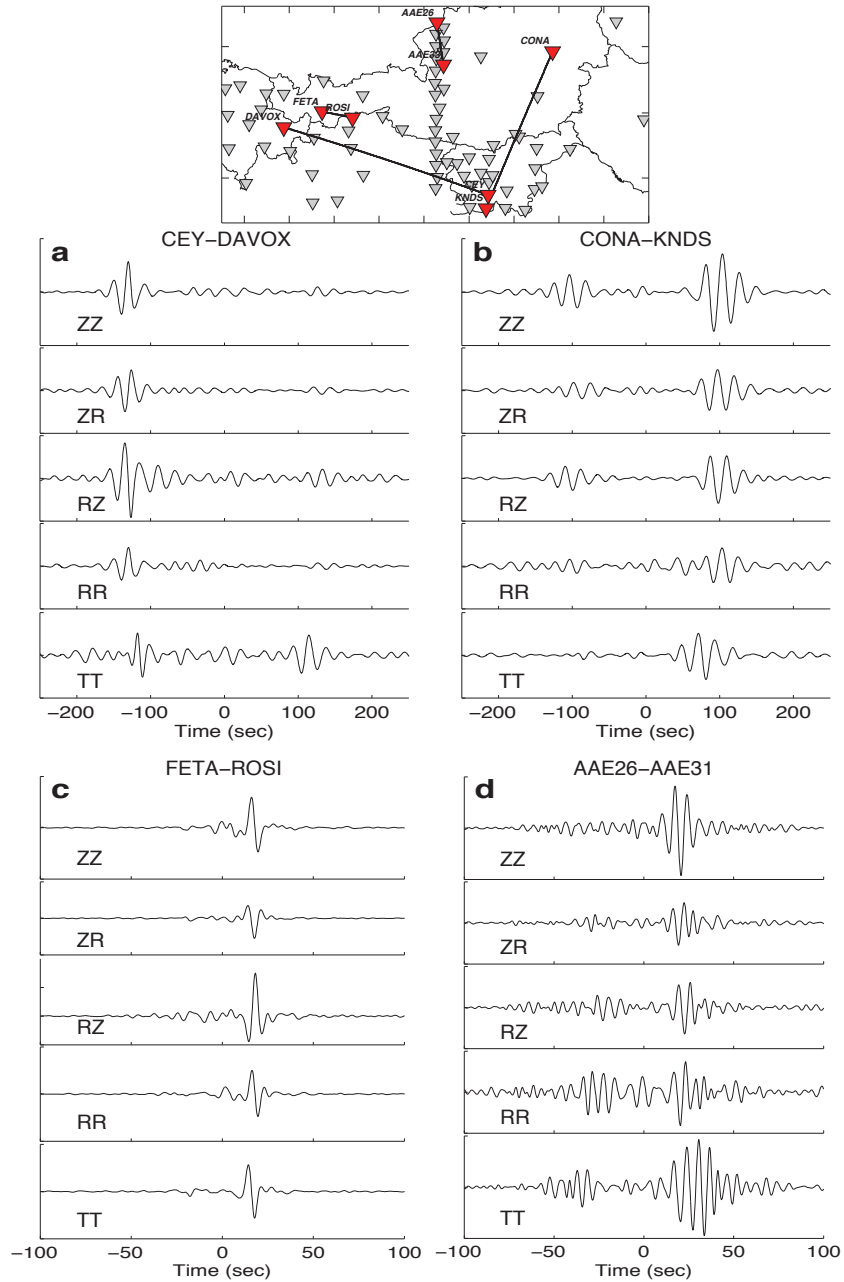 AAE26
CONA
AAE31
FETA ROSI
DAVOX
CEY
KNDS
a CEY−DAVOX
ZZ
ZR
RZ
RR
TT
−200 −100 0 100 200
Time (sec)
b CONA−KNDS
ZZ
ZR
RZ
RR
TT
−200 −100 0 100 200
Time (sec)
c FETA−ROSI
ZZ
ZR
RZ
RR
TT
−100 −50 0 50 100
Time (sec)
d AAE26−AAE31
ZZ
ZR
RZ
RR
TT
−100 −50 0 50 100
Time (sec)